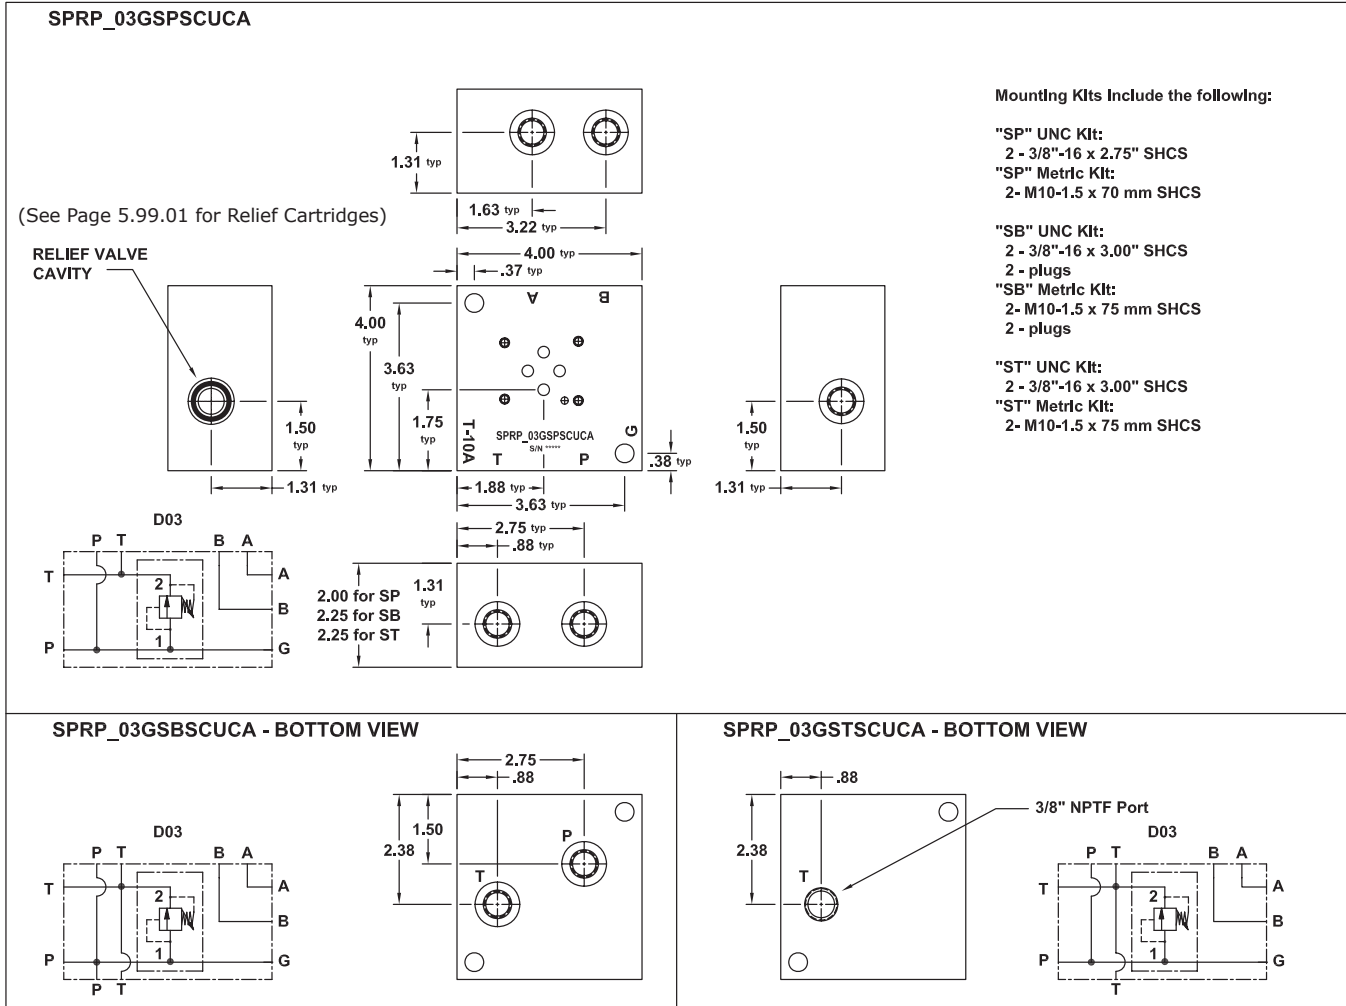 SPRP_03GSPSCUCA
Mounting Kits Include the following:
"SP" UNC Kit:
2 - 3/8"-16 x 2.75" SHCS
"SP" Metric Kit:
2- M10-1.5 x 70 mm SHCS
"SB" UNC Kit:
2 - 3/8"-16 x 3.00" SHCS
2 - plugs
"SB" Metric Kit:
2- M10-1.5 x 75 mm SHCS
2 - plugs
"ST" UNC Kit:
2 - 3/8"-16 x 3.00" SHCS
"ST" Metric Kit:
2- M10-1.5 x 75 mm SHCS
1.31 typ
1.63 typ
3.22 typ
(See Page 5.99.01 for Relief Cartridges)
RELIEF VALVE
CAVITY
1.50
typ
1.31 typ
4.00 typ
.37 typ
4.00
typ
3.63
typ
1.75
typ
A
B
T-10A
SPRP_03GSPSCUCA
S/N *****
G
T
P
.38 typ
1.88 typ
3.63 typ
1.50
typ
1.31 typ
2.75 typ
.88 typ
2.00 for SP
2.25 for SB
2.25 for ST
1.31
typ
D03
P T B A
T
2
A
B
1
P
G
SPRP_03GSBSCUCA - BOTTOM VIEW
D03
P T B A
T
2
A
B
1
P
G
P T
2.75
.88
1.50
2.38
P
T
SPRP_03GSTSCUCA - BOTTOM VIEW
.88
2.38
T
3/8" NPTF Port
D03
P T B A
T
2
A
B
1
P
G
T